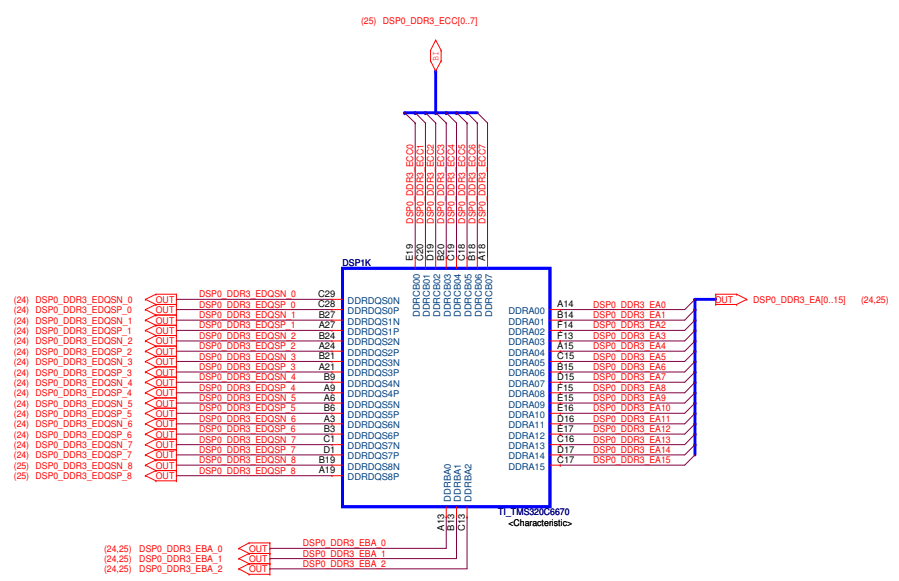 (25) DSP0_DDR3_ECC[0..7]
BI
DSP0_DDR3_ECC0
DSP0_DDR3_ECC1
DSP0_DDR3_ECC2
DSP0_DDR3_ECC3
DSP0_DDR3_ECC4
DSP0_DDR3_ECC5
DSP0_DDR3_ECC6
DSP0_DDR3_ECC7
E19
C20
D19
B20
C19
C18
B18
A18
DSP1K
DDRCB00
DDRCB01
DDRCB02
DDRCB03
DDRCB04
DDRCB05
DDRCB06
DDRCB07
(24) DSP0_DDR3_EDQSN_0 OUT DSP0_DDR3_EDQSN_0 C29 DDRDQS0N
(24) DSP0_DDR3_EDQSP_0 OUT DSP0_DDR3_EDQSP_0 C28 DDRDQS0P
(24) DSP0_DDR3_EDQSN_1 OUT DSP0_DDR3_EDQSN_1 B27 DDRDQS1N
(24) DSP0_DDR3_EDQSP_1 OUT DSP0_DDR3_EDQSP_1 A27 DDRDQS1P
(24) DSP0_DDR3_EDQSN_2 OUT DSP0_DDR3_EDQSN_2 B24 DDRDQS2N
(24) DSP0_DDR3_EDQSP_2 OUT DSP0_DDR3_EDQSP_2 A24 DDRDQS2P
(24) DSP0_DDR3_EDQSN_3 OUT DSP0_DDR3_EDQSN_3 B21 DDRDQS3N
(24) DSP0_DDR3_EDQSP_3 OUT DSP0_DDR3_EDQSP_3 A21 DDRDQS3P
(24) DSP0_DDR3_EDQSN_4 OUT DSP0_DDR3_EDQSN_4 B9 DDRDQS4N
(24) DSP0_DDR3_EDQSP_4 OUT DSP0_DDR3_EDQSP_4 A9 DDRDQS4P
(24) DSP0_DDR3_EDQSN_5 OUT DSP0_DDR3_EDQSN_5 A6 DDRDQS5N
(24) DSP0_DDR3_EDQSP_5 OUT DSP0_DDR3_EDQSP_5 B6 DDRDQS5P
(24) DSP0_DDR3_EDQSN_6 OUT DSP0_DDR3_EDQSN_6 A3 DDRDQS6N
(24) DSP0_DDR3_EDQSP_6 OUT DSP0_DDR3_EDQSP_6 B3 DDRDQS6P
(24) DSP0_DDR3_EDQSN_7 OUT DSP0_DDR3_EDQSN_7 C1 DDRDQS7N
(24) DSP0_DDR3_EDQSP_7 OUT DSP0_DDR3_EDQSP_7 D1 DDRDQS7P
(25) DSP0_DDR3_EDQSN_8 OUT DSP0_DDR3_EDQSN_8 B19 DDRDQS8N
(25) DSP0_DDR3_EDQSP_8 OUT DSP0_DDR3_EDQSP_8 A19 DDRDQS8P
DDRA00 A14 DSP0_DDR3_EA0
DDRA01 B14 DSP0_DDR3_EA1
DDRA02 F14 DSP0_DDR3_EA2
DDRA03 F13 DSP0_DDR3_EA3
DDRA04 A15 DSP0_DDR3_EA4
DDRA05 C15 DSP0_DDR3_EA5
DDRA06 B15 DSP0_DDR3_EA6
DDRA07 D15 DSP0_DDR3_EA7
DDRA08 F15 DSP0_DDR3_EA8
DDRA09 E15 DSP0_DDR3_EA9
DDRA10 E16 DSP0_DDR3_EA10
DDRA11 D16 DSP0_DDR3_EA11
DDRA12 E17 DSP0_DDR3_EA12
DDRA13 C16 DSP0_DDR3_EA13
DDRA14 D17 DSP0_DDR3_EA14
DDRA15 C17 DSP0_DDR3_EA15
OUT DSP0_DDR3_EA[0..15] (24,25)
DDRBA0
DDRBA1
DDRBA2
A13
B13
C13
TI_TMS320C6670
<Characteristic>
(24,25) DSP0_DDR3_EBA_0 OUT DSP0_DDR3_EBA_0
(24,25) DSP0_DDR3_EBA_1 OUT DSP0_DDR3_EBA_1
(24,25) DSP0_DDR3_EBA_2 OUT DSP0_DDR3_EBA_2